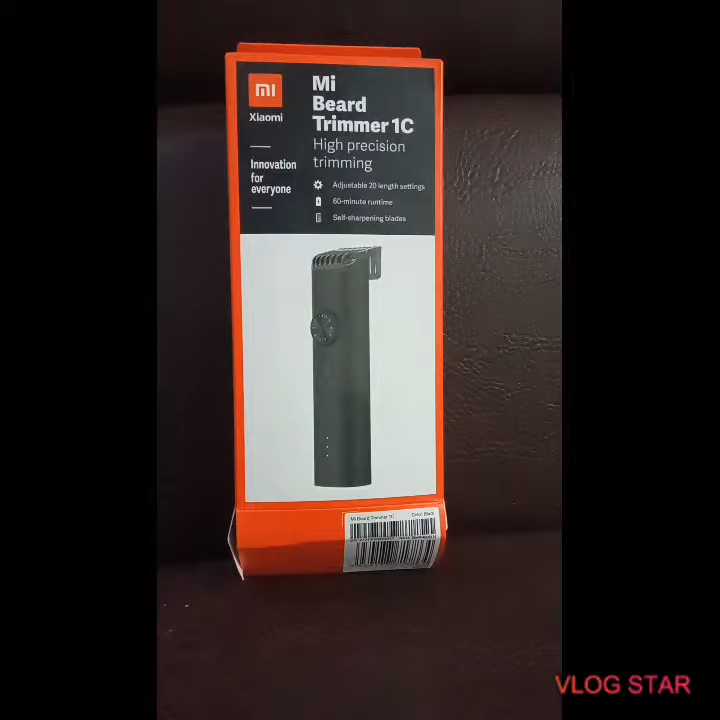 mi
Xiaomi
Innovation
for
everyone
Mi
Beard
Trimmer 1C
High precision
trimming
Adjustable 20 length settings
60-minute runtime
Self-sharpening blades
Mi Beard Trimmer 1C Color: Black
VLOG STAR